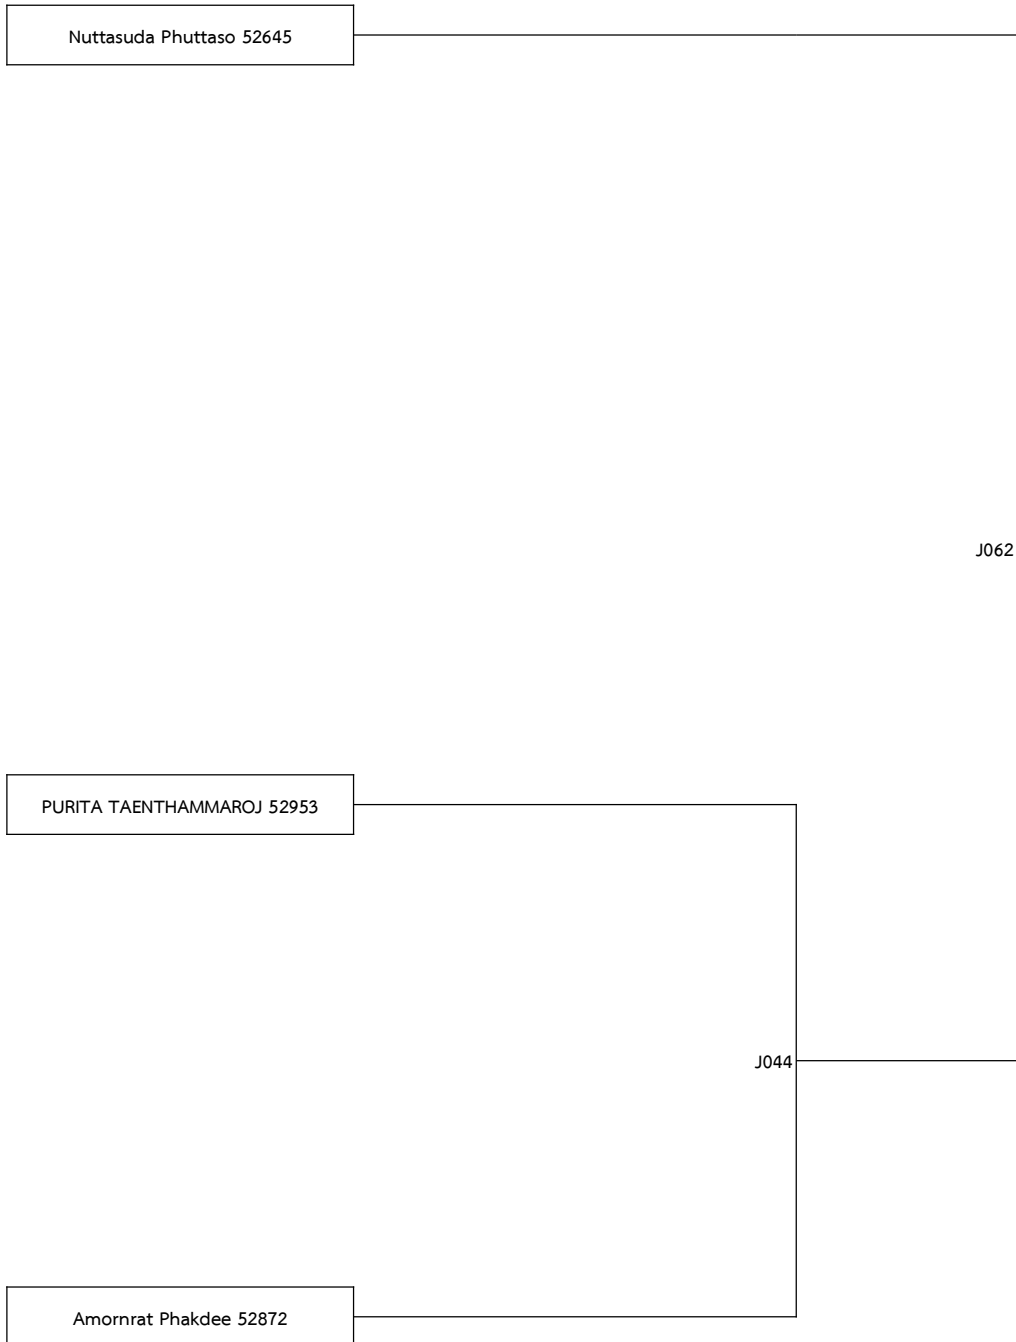 Nuttasuda Phuttaso 52645
J062
PURITA TAENTHAMMAROJ 52953
J044
Amornrat Phakdee 52872